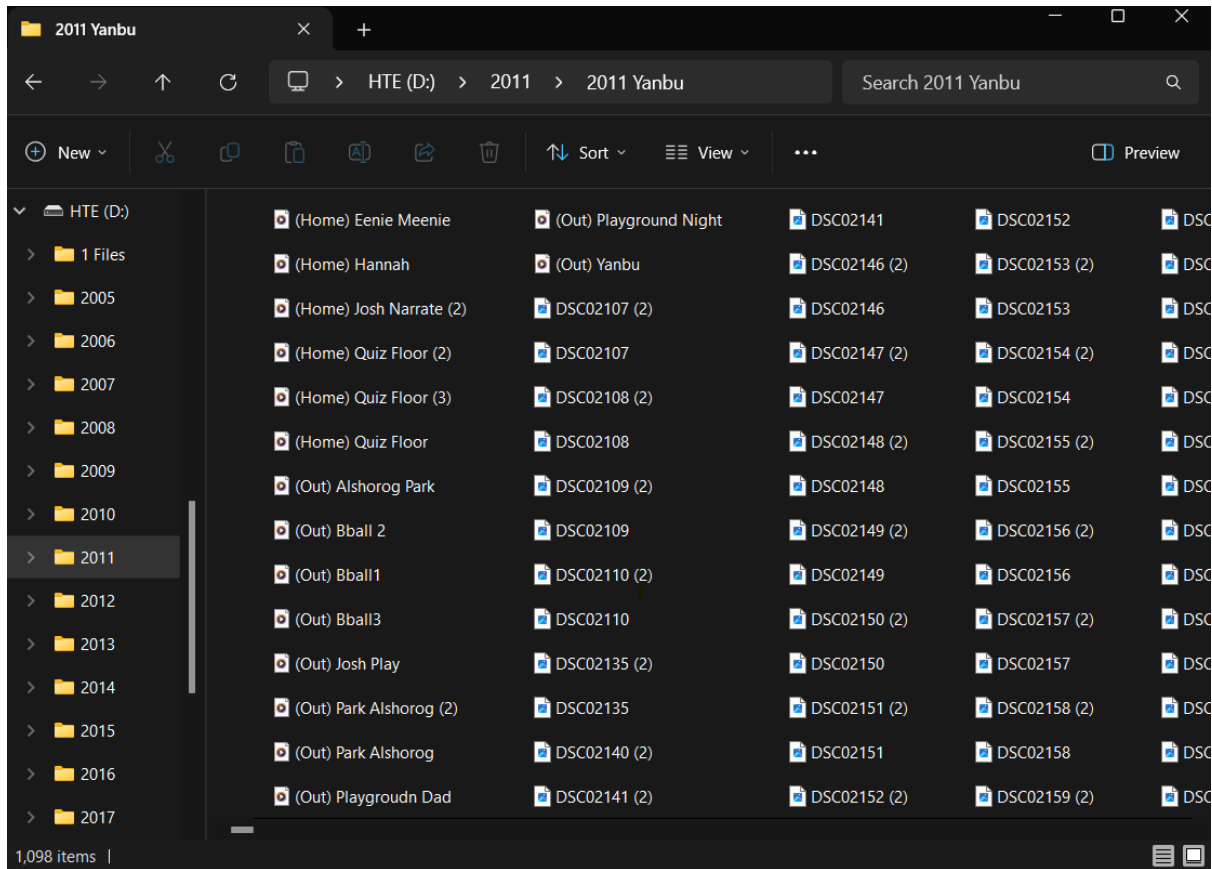 2011 Yanbu
HTE (D:) > 2011 > 2011 Yanbu
Search 2011 Yanbu
New
Sort
View
Preview
HTE (D:)
1 Files
2005
2006
2007
2008
2009
2010
2011
2012
2013
2014
2015
2016
2017
(Home) Eenie Meenie
(Home) Hannah
(Home) Josh Narrate (2)
(Home) Quiz Floor (2)
(Home) Quiz Floor (3)
(Home) Quiz Floor
(Out) Alshorog Park
(Out) Bball 2
(Out) Bball1
(Out) Bball3
(Out) Josh Play
(Out) Park Alshorog (2)
(Out) Park Alshorog
(Out) Playgroudn Dad
(Out) Playground Night
(Out) Yanbu
DSC02107 (2)
DSC02107
DSC02108 (2)
DSC02108
DSC02109 (2)
DSC02109
DSC02110 (2)
DSC02110
DSC02135 (2)
DSC02135
DSC02140 (2)
DSC02141 (2)
DSC02141
DSC02146 (2)
DSC02146
DSC02147 (2)
DSC02147
DSC02148 (2)
DSC02148
DSC02149 (2)
DSC02149
DSC02150 (2)
DSC02150
DSC02151 (2)
DSC02151
DSC02152 (2)
DSC02152
DSC02153 (2)
DSC02153
DSC02154 (2)
DSC02154
DSC02155 (2)
DSC02155
DSC02156 (2)
DSC02156
DSC02157 (2)
DSC02157
DSC02158 (2)
DSC02158
DSC02159 (2)
1,098 items